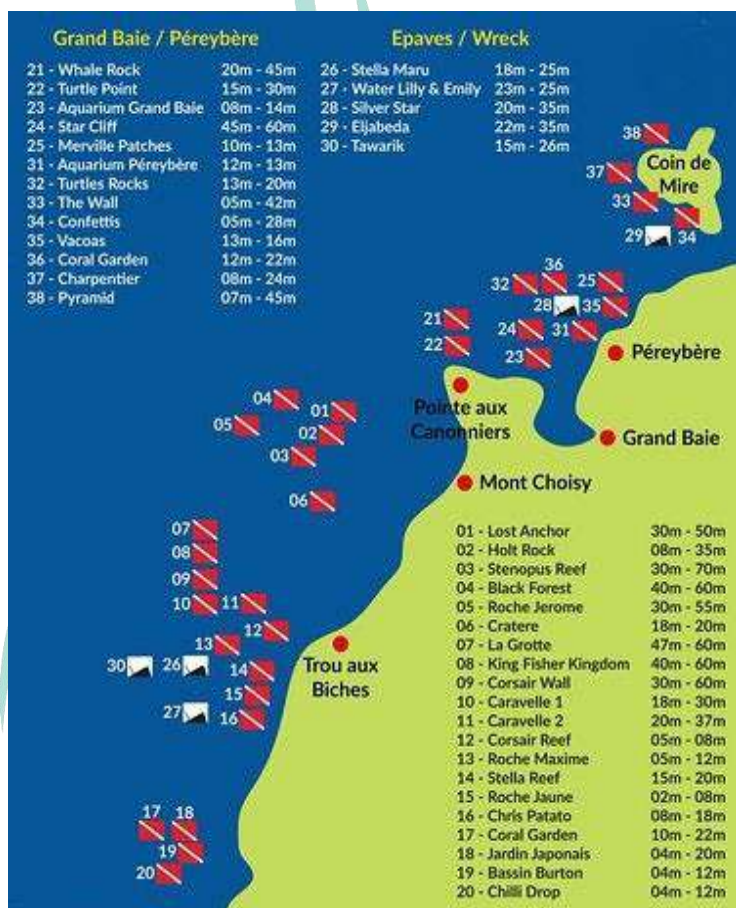 Grand Baie / Péreybère
21 - Whale Rock 20m - 45m
22 - Turtle Point 15m - 30m
23 - Aquarium Grand Baie 08m - 14m
24 - Star Cliff 45m - 60m
25 - Merville Patches 10m - 13m
31 - Aquarium Péreybère 12m - 13m
32 - Turtles Rocks 13m - 20m
33 - The Wall 05m - 42m
34 - Confettis 05m - 28m
35 - Vacoas 13m - 16m
36 - Coral Garden 12m - 22m
37 - Charpentier 08m - 24m
38 - Pyramid 07m - 45m
Epaves / Wreck
26 - Stella Maru 18m - 25m
27 - Water Lilly & Emily 23m - 25m
28 - Silver Star 20m - 35m
29 - Eljabeda 22m - 35m
30 - Tawarik 15m - 26m
38
Coin de
Mire
37
33
29
34
36
32
25
28
35
21
24
31
22
23
Péreybère
04
01
Pointe aux
Canonniers
05
02
Grand Baie
03
Mont Choisy
06
07
08
09
10
11
12
13
Trou aux
Biches
30
26
14
15
27
16
17
18
19
20
01 - Lost Anchor 30m - 50m
02 - Holt Rock 08m - 35m
03 - Stenopus Reef 30m - 70m
04 - Black Forest 40m - 60m
05 - Roche Jerome 30m - 55m
06 - Cratere 18m - 20m
07 - La Grotte 47m - 60m
08 - King Fisher Kingdom 40m - 60m
09 - Corsair Wall 30m - 60m
10 - Caravelle 1 18m - 30m
11 - Caravelle 2 20m - 37m
12 - Corsair Reef 05m - 08m
13 - Roche Maxime 05m - 12m
14 - Stella Reef 15m - 20m
15 - Roche Jaune 02m - 08m
16 - Chris Patato 08m - 18m
17 - Coral Garden 10m - 22m
18 - Jardin Japonais 04m - 20m
19 - Bassin Burton 04m - 12m
20 - Chilli Drop 04m - 12m